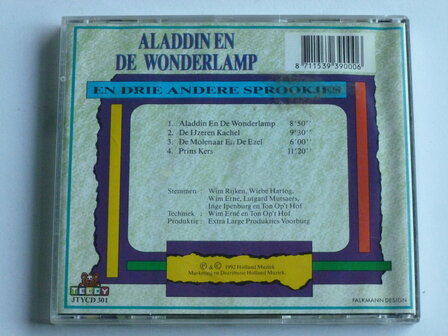 ALADDIN EN
DE WONDERLAMP
8 711539 390006
EN DRIE ANDERE SPROOKJES
1. Aladdin En De Wonderlamp 8'50"
2. De IJzeren Kachel 9'30"
3. De Molenaar En De Ezel 6'00"
4. Prins Kers 11'20"
Stemmen : Wim Rijken, Wiebe Hartog,
Wim Erné, Lutgard Mutsaers,
Inge Ipenburg en Ton Op't Hof
Techniek : Wim Erné en Ton Op't Hof
Produktie : Extra Large Produkties Voorburg
℗ & © 1992 Holland Muziek
Marketing en Distributie Holland Muziek.
TEDDY
JTYCD 301
FALKMANN DESIGN